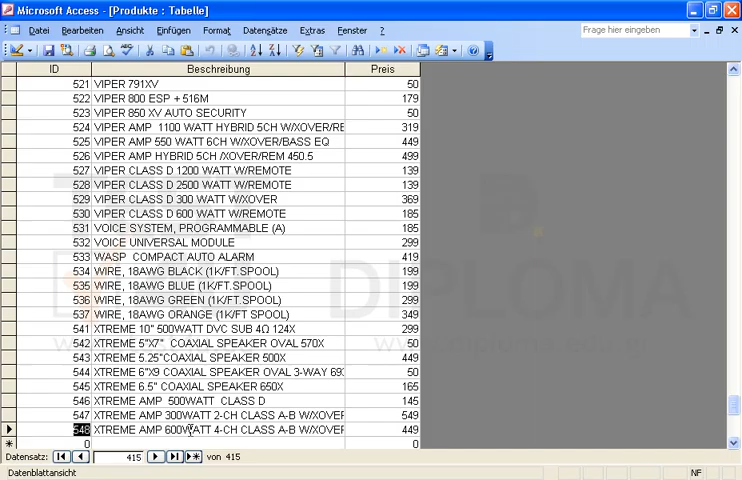 Microsoft Access - [Produkte : Tabelle]
Datei Bearbeiten Ansicht Einfügen Format Datensätze Extras Fenster ? Frage hier eingeben
ID Beschreibung Preis
521 VIPER 791XV 50
522 VIPER 800 ESP + 516M 179
523 VIPER 850 XV AUTO SECURITY 50
524 VIPER AMP 1100 WATT HYBRID 5CH W/XOVER/RE 319
525 VIPER AMP 550 WATT 6CH W/XOVER/BASS EQ 449
526 VIPER AMP HYBRID 5CH /XOVER/REM 450.5 499
527 VIPER CLASS D 1200 WATT W/REMOTE 139
528 VIPER CLASS D 2500 WATT W/REMOTE 139
529 VIPER CLASS D 300 WATT W/XOVER 369
530 VIPER CLASS D 600 WATT W/REMOTE 185
531 VOICE SYSTEM, PROGRAMMABLE (A) 185
532 VOICE UNIVERSAL MODULE 299
533 WASP COMPACT AUTO ALARM 419
534 WIRE, 18AWG BLACK (1K/FT.SPOOL) 199
535 WIRE, 18AWG BLUE (1K/FT.SPOOL) 199
536 WIRE, 18AWG GREEN (1K/FT.SPOOL) 299
537 WIRE, 18AWG ORANGE (1K/FT.SPOOL) 349
541 XTREME 10" 500WATT DVC SUB 4Ω 124X 299
542 XTREME 5"X7" COAXIAL SPEAKER OVAL 570X 50
543 XTREME 5.25"COAXIAL SPEAKER 500X 449
544 XTREME 6"X9 COAXIAL SPEAKER OVAL 3-WAY 69 50
545 XTREME 6.5" COAXIAL SPEAKER 650X 165
546 XTREME AMP 500WATT CLASS D 145
547 XTREME AMP 300WATT 2-CH CLASS A-B W/XOVER 549
548 XTREME AMP 600WATT 4-CH CLASS A-B W/XOVER 449
0 0
Datensatz: 415 von 415
Datenblattansicht NF
DIPLOMA